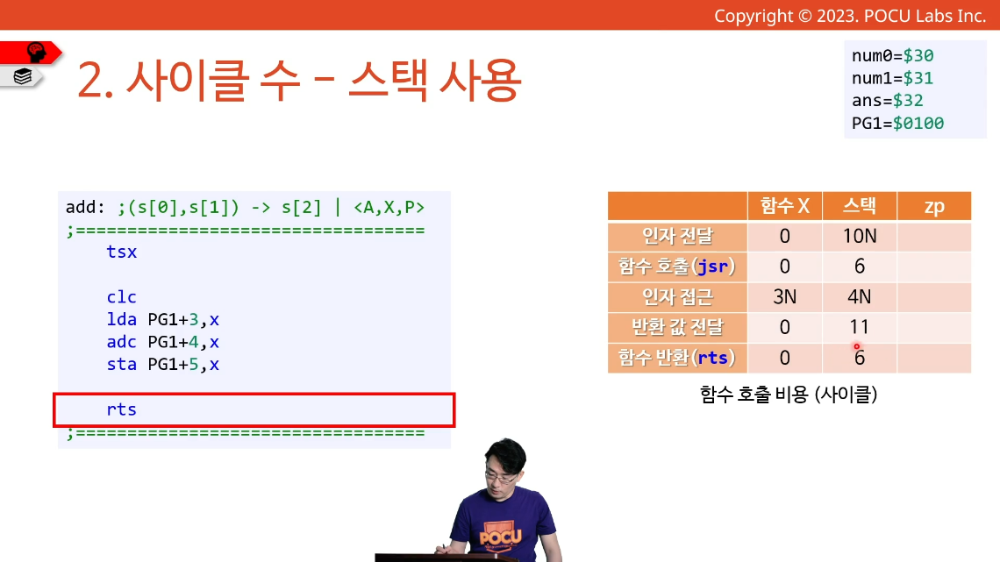 Copyright © 2023. POCU Labs Inc.
2. 사이클 수 - 스택 사용
num0=$30
num1=$31
ans=$32
PG1=$0100
add: ;(s[0],s[1]) -> s[2] | <A,X,P>
;==================================
tsx
clc
lda PG1+3,x
adc PG1+4,x
sta PG1+5,x
rts
;==================================
함수 X 스택 zp
인자 전달 0 10N
함수 호출(jsr) 0 6
인자 접근 3N 4N
반환 값 전달 0 11
함수 반환(rts) 0 6
함수 호출 비용 (사이클)
POCU